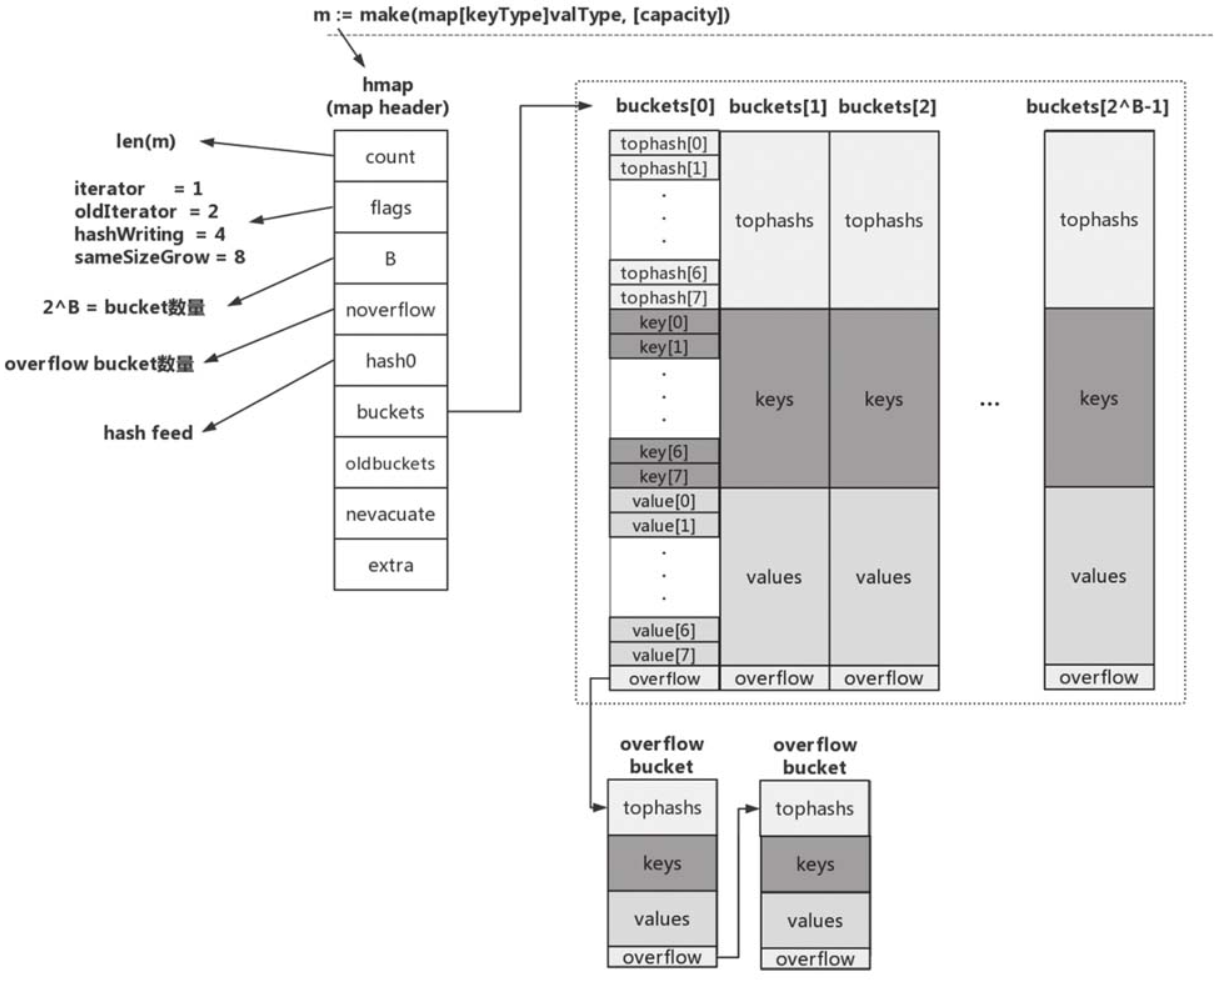 m := make(map[keyType]valType, [capacity])
hmap
(map header)
len(m)
iterator = 1
oldIterator = 2
hashWriting = 4
sameSizeGrow = 8
2^B = bucket数量
overflow bucket数量
hash feed
count
flags
B
noverflow
hash0
buckets
oldbuckets
nevacuate
extra
buckets[0] buckets[1] buckets[2] buckets[2^B-1]
tophash[0]
tophash[1]
.
.
.
tophash[6]
tophash[7]
key[0]
key[1]
.
.
.
key[6]
key[7]
value[0]
value[1]
.
.
.
value[6]
value[7]
overflow
tophashs
keys
values
overflow
tophashs
keys
values
overflow
...
tophashs
keys
values
overflow
overflow
bucket
tophashs
keys
values
overflow
overflow
bucket
tophashs
keys
values
overflow